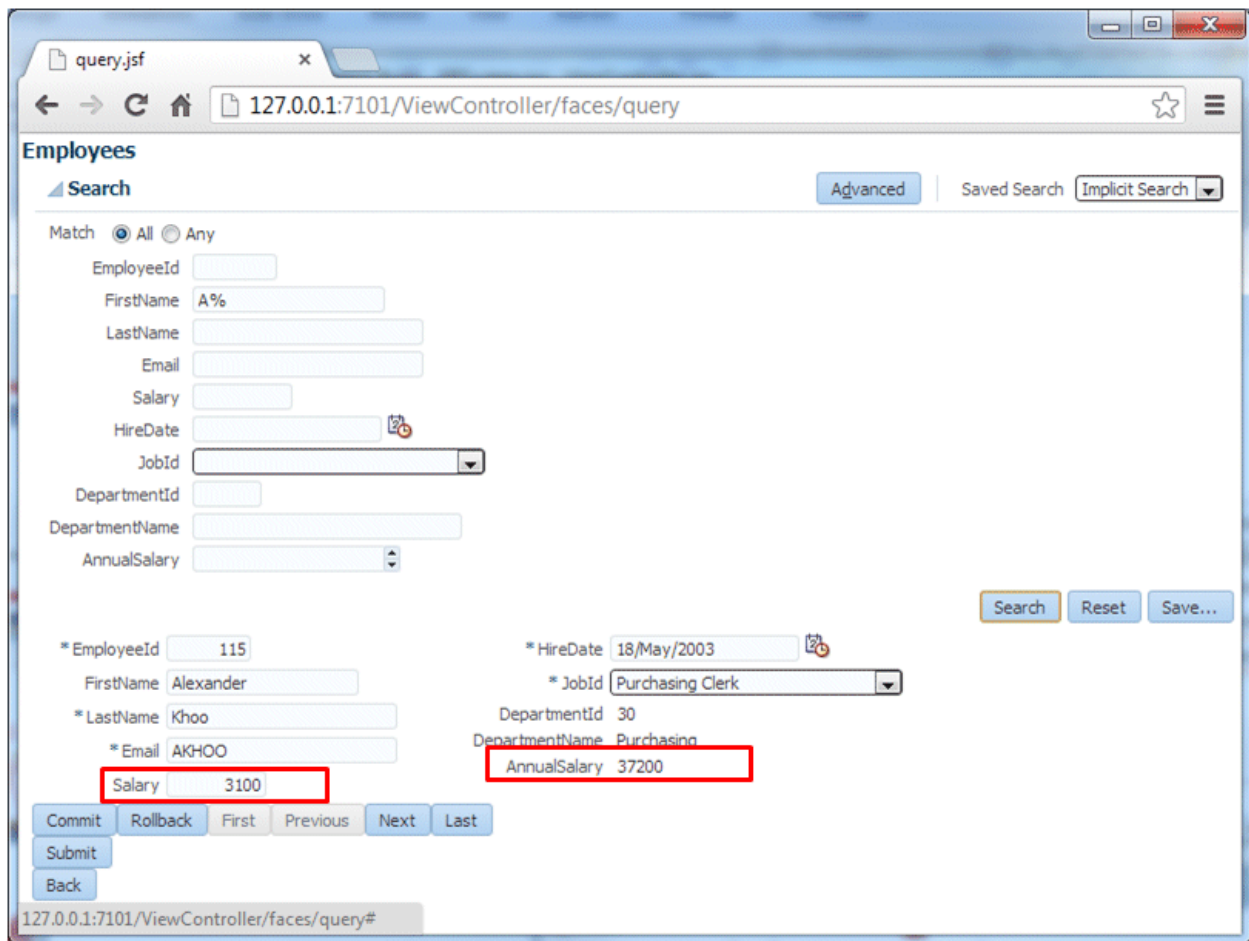 query.jsf
127.0.0.1:7101/ViewController/faces/query
Employees
Search
Advanced Saved Search Implicit Search
Match All Any
EmployeeId
FirstName A%
LastName
Email
Salary
HireDate
JobId
DepartmentId
DepartmentName
AnnualSalary
Search Reset Save...
* EmployeeId 115
FirstName Alexander
* LastName Khoo
* Email AKHOO
Salary 3100
* HireDate 18/May/2003
* JobId Purchasing Clerk
DepartmentId 30
DepartmentName Purchasing
AnnualSalary 37200
Commit Rollback First Previous Next Last
Submit
Back
127.0.0.1:7101/ViewController/faces/query#